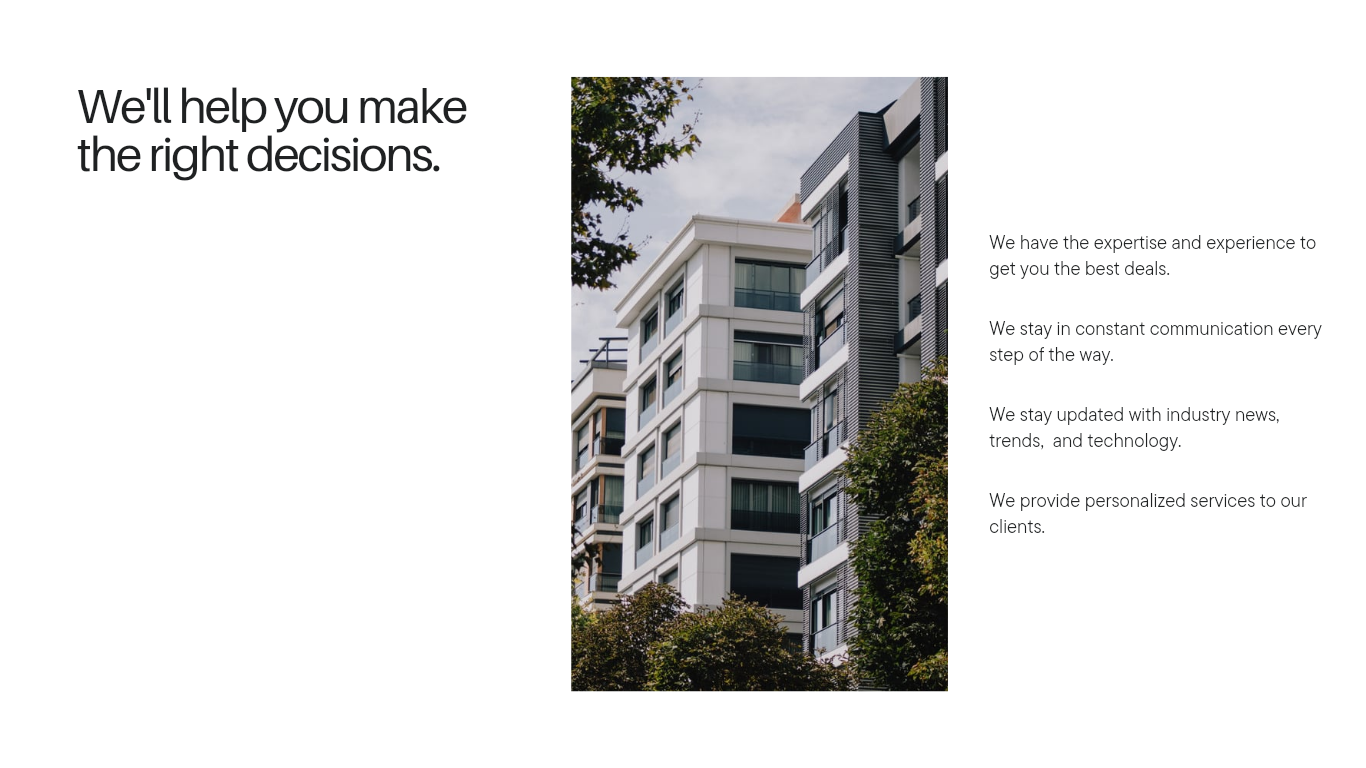 We'll help you make
the right decisions.
We have the expertise and experience to
get you the best deals.
We stay in constant communication every
step of the way.
We stay updated with industry news,
trends,  and technology.
We provide personalized services to our
clients.